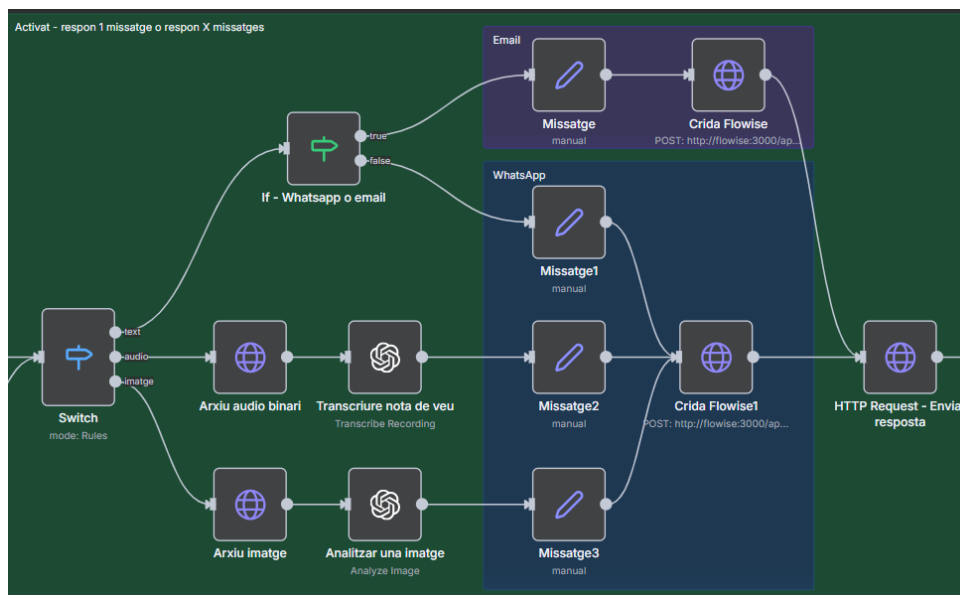 Activat - respon 1 missatge o respon X missatges
Email
Missatge
manual
Crida Flowise
POST: http://flowise:3000/ap...
true
false
If - Whatsapp o email
WhatsApp
Missatge1
manual
text
audio
imatge
Switch
mode: Rules
Arxiu audio binari
Transcriure nota de veu
Transcribe Recording
Missatge2
manual
Crida Flowise1
POST: http://flowise:3000/ap...
HTTP Request - Envia
resposta
Arxiu imatge
Analitzar una imatge
Analyze Image
Missatge3
manual